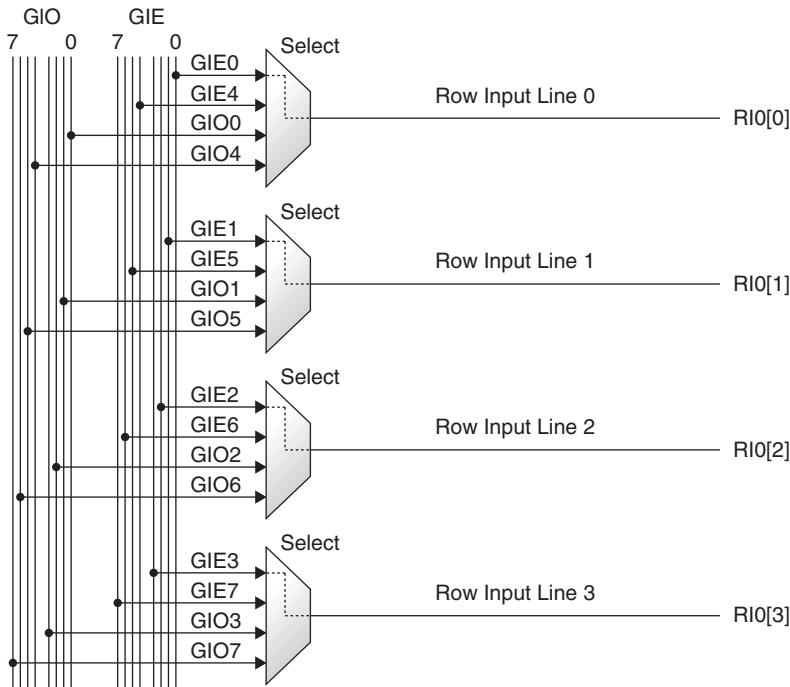 GIO GIE
7 0 7 0
Select
GIE0
GIE4
GIO0
GIO4
Row Input Line 0
RI0[0]
Select
GIE1
GIE5
GIO1
GIO5
Row Input Line 1
RI0[1]
Select
GIE2
GIE6
GIO2
GIO6
Row Input Line 2
RI0[2]
Select
GIE3
GIE7
GIO3
GIO7
Row Input Line 3
RI0[3]